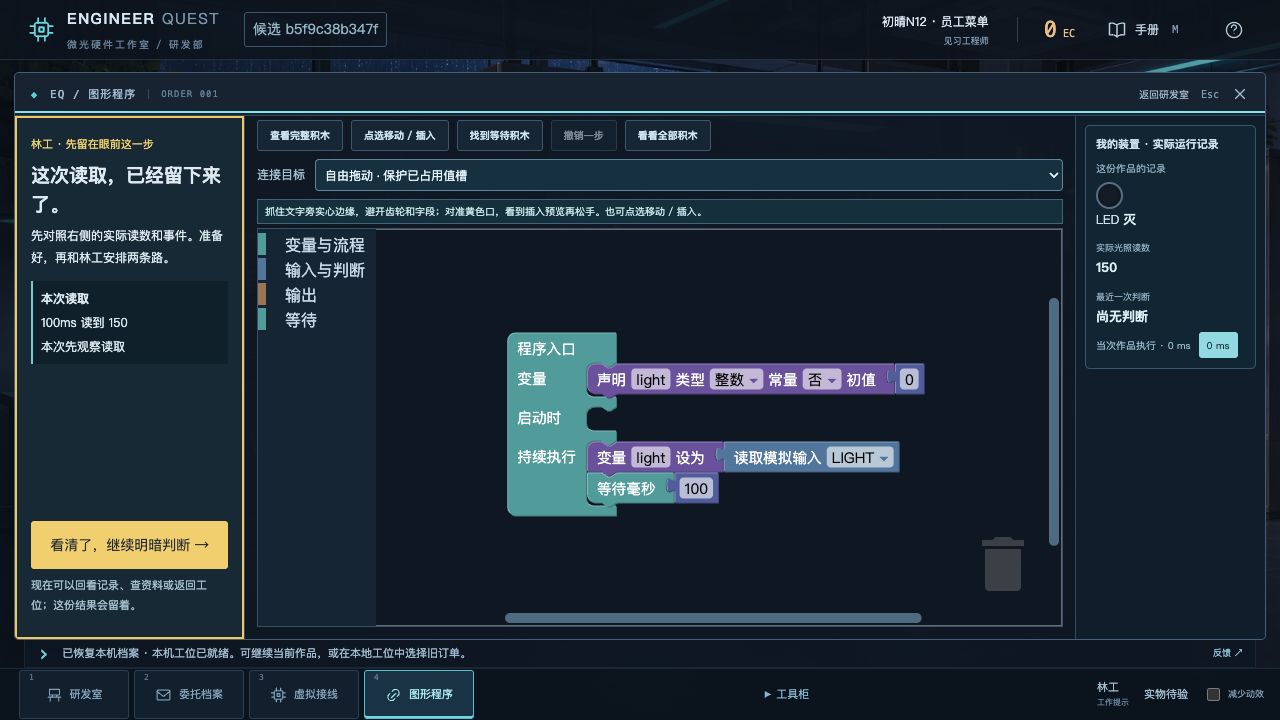 ENGINEER QUEST
微光硬件工作室 / 研发部
候选 b5f9c38b347f
初晴N12 · 员工菜单
见习工程师
0 EC
手册 M
EQ / 图形程序 | ORDER 001
返回研发室 Esc
林工 · 先留在眼前这一步
这次读取，已经留下来
了。
先对照右侧的实际读数和事件。准备
好，再和林工安排两条路。
本次读取
100ms 读到 150
本次先观察读取
看清了，继续明暗判断 →
现在可以回看记录、查资料或返回工
位；这份结果会留着。
查看完整积木
点选移动 / 插入
找到等待积木
撤销一步
看看全部积木
连接目标
自由拖动 · 保护已占用值槽
抓住文字旁实心边缘，避开齿轮和字段；对准黄色口，看到插入预览再松手。也可点选移动 / 插入。
变量与流程
输入与判断
输出
等待
程序入口
变量
声明 light 类型 整数 常量 否 初值 0
启动时
持续执行
变量 light 设为 读取模拟输入 LIGHT
等待毫秒 100
我的装置 · 实际运行记录
这份作品的记录
LED 灭
实际光照读数
150
最近一次判断
尚无判断
当次作品执行 · 0 ms
0 ms
已恢复本机档案 · 本机工位已就绪。可继续当前作品，或在本地工位中选择旧订单。
反馈 ↗
1 研发室
2 委托档案
3 虚拟接线
4 图形程序
工具柜
林工
工作提示
实物待验
减少动效